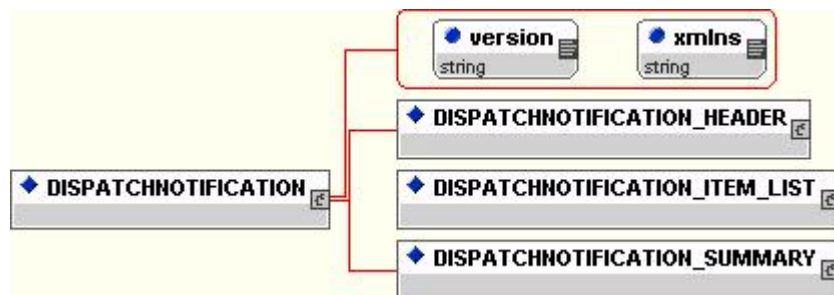 version
string
xmlns
string
DISPATCHNOTIFICATION_HEADER
DISPATCHNOTIFICATION
DISPATCHNOTIFICATION_ITEM_LIST
DISPATCHNOTIFICATION_SUMMARY